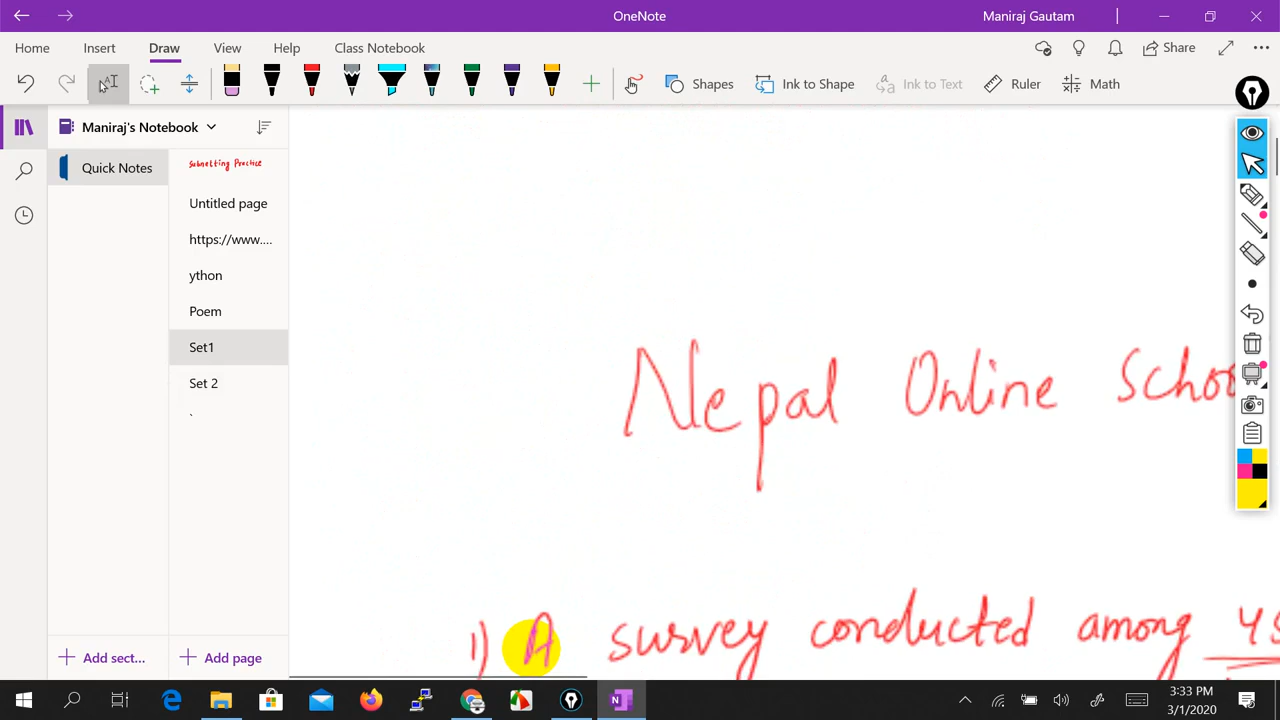 OneNote
Maniraj Gautam
Home Insert Draw View Help Class Notebook Share
Shapes Ink to Shape Ink to Text Ruler Math
Maniraj's Notebook
Quick Notes
Subnetting Practice
Untitled page
https://www....
ython
Poem
Set1
Set 2
`
Nepal Online
1) A survey conducted among
Add sect... Add page
3:33 PM
3/1/2020